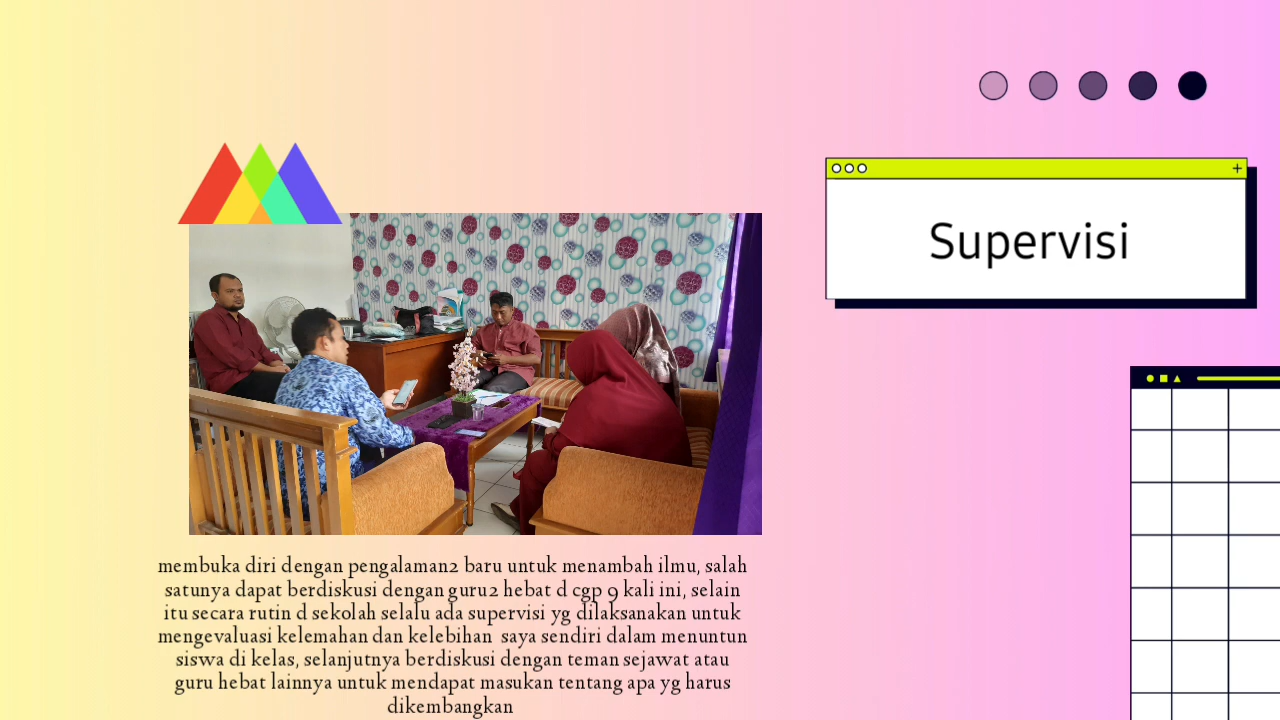 Supervisi
membuka diri dengan pengalaman2 baru untuk menambah ilmu, salah
satunya dapat berdiskusi dengan guru2 hebat d cgp 9 kali ini, selain
itu secara rutin d sekolah selalu ada supervisi yg dilaksanakan untuk
mengevaluasi kelemahan dan kelebihan  saya sendiri dalam menuntun
siswa di kelas, selanjutnya berdiskusi dengan teman sejawat atau
guru hebat lainnya untuk mendapat masukan tentang apa yg harus
dikembangkan